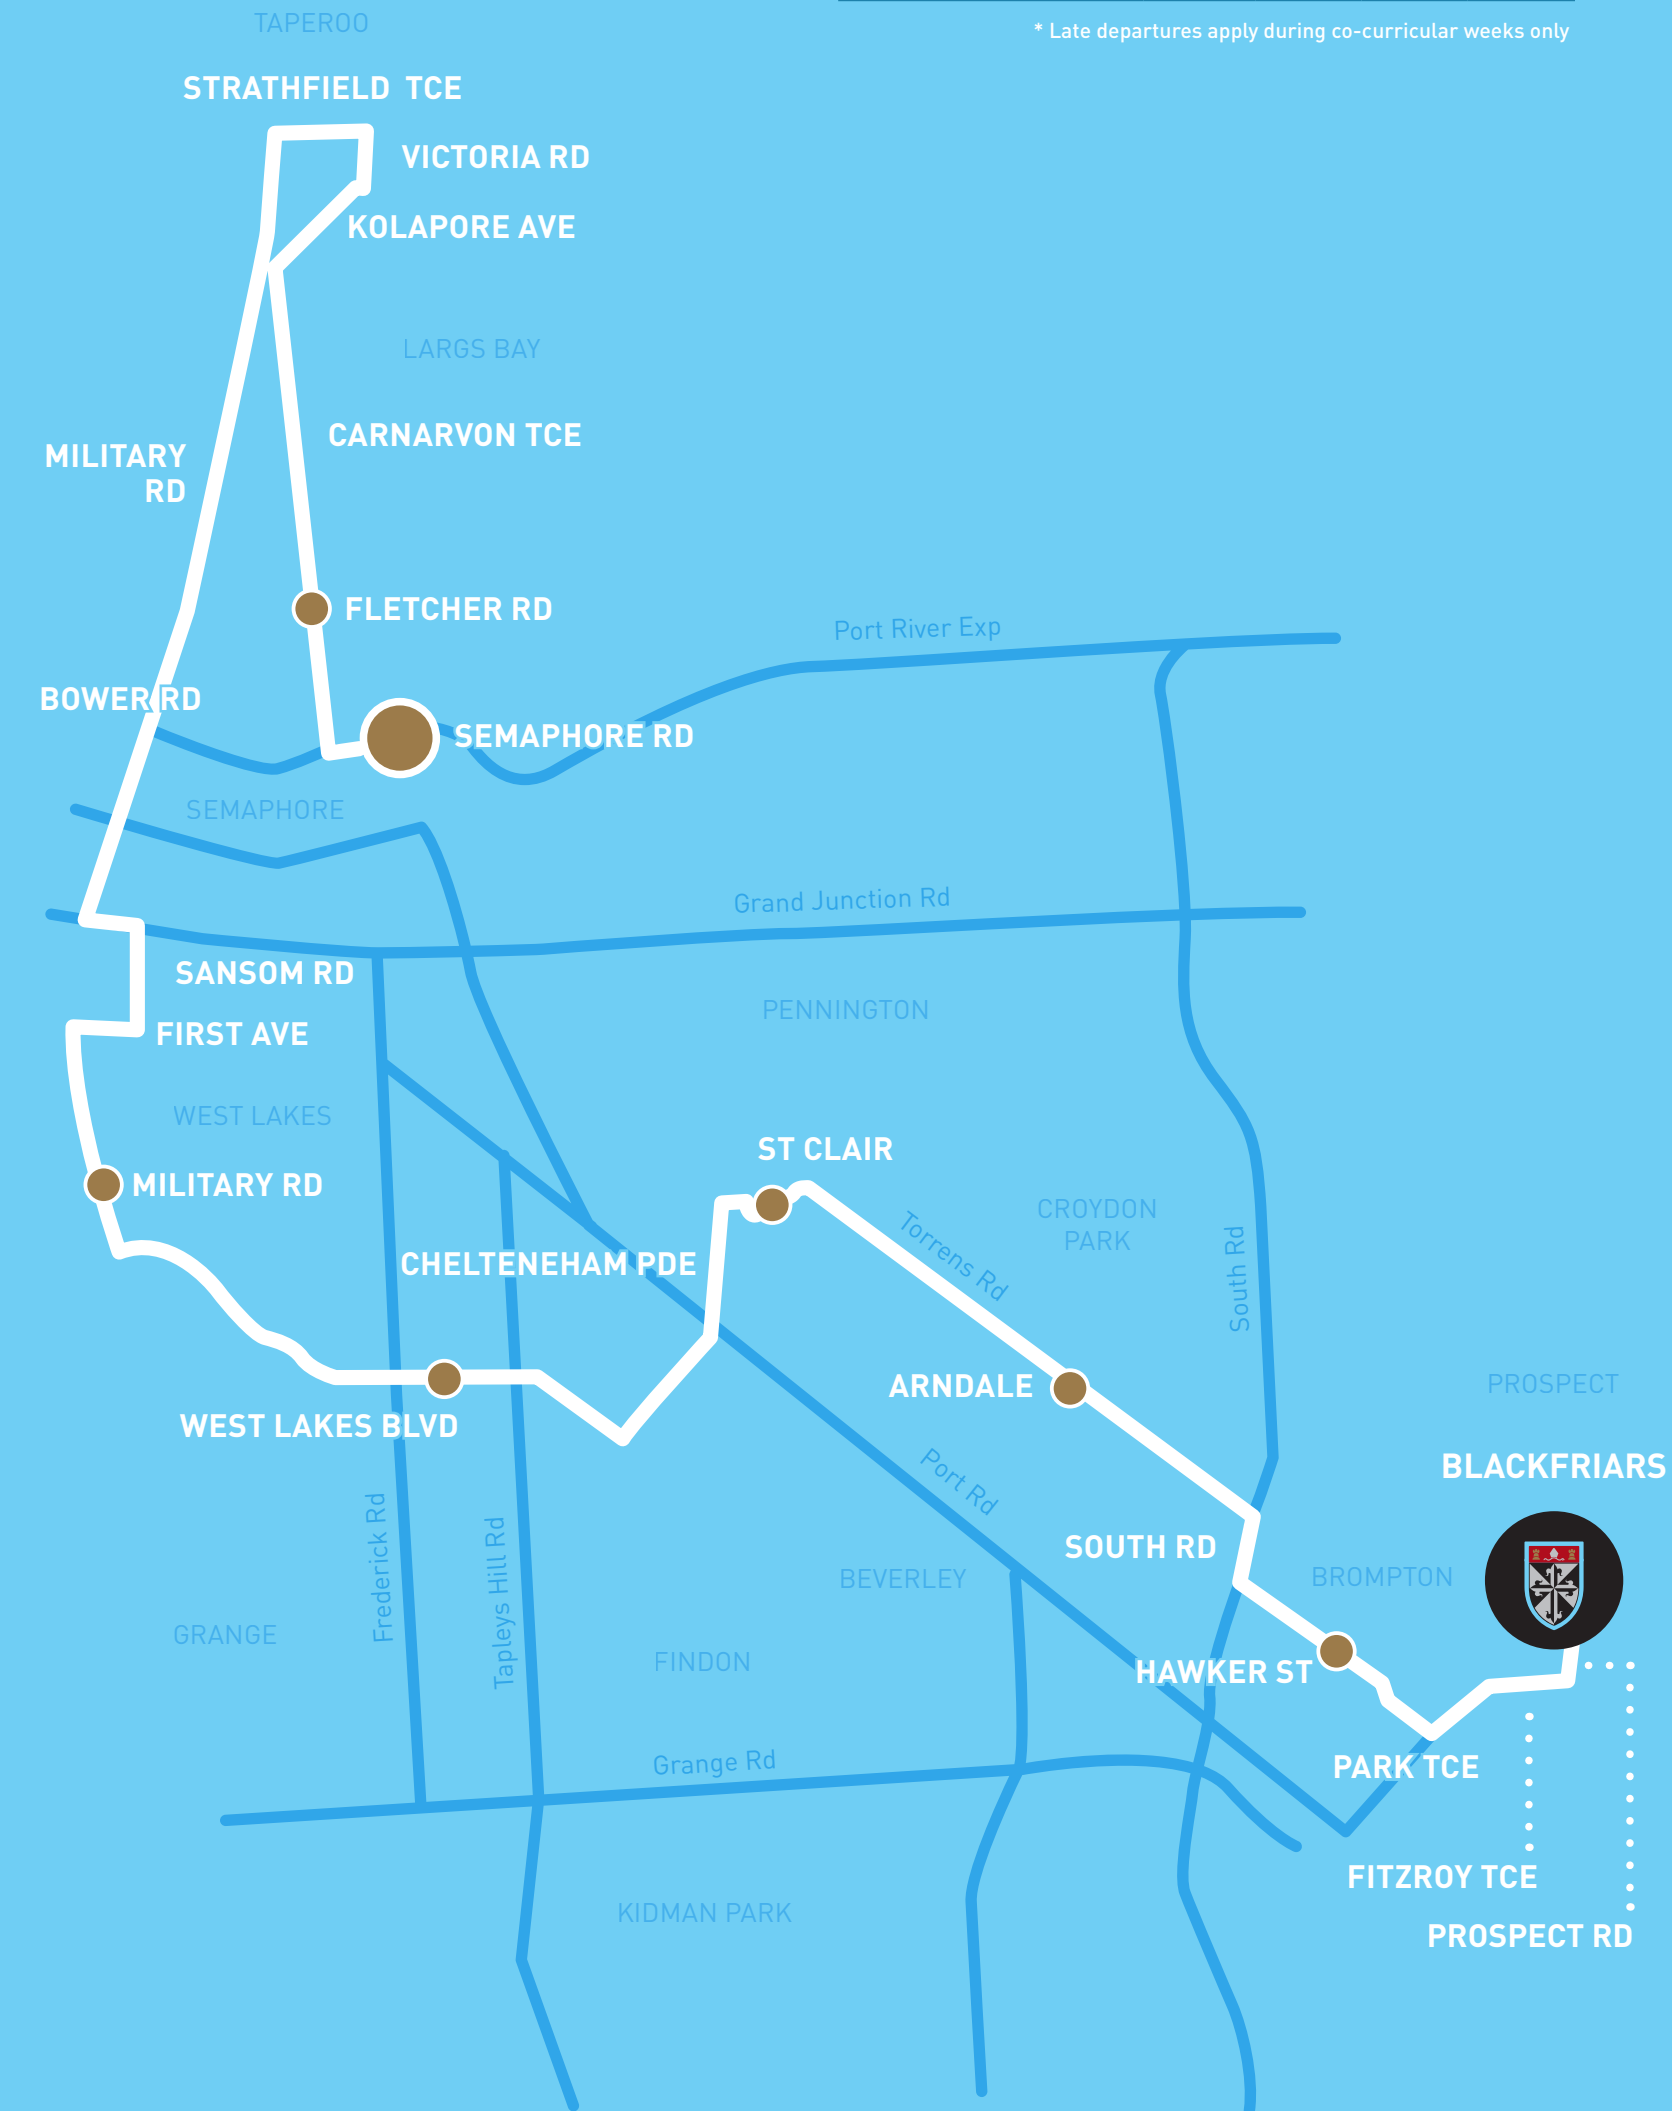 TAPEROO
* Late departures apply during co-curricular weeks only
STRATHFIELD TCE
VICTORIA RD
KOLAPORE AVE
LARGS BAY
CARNARVON TCE
MILITARY
RD
FLETCHER RD
Port River Exp
BOWER RD
SEMAPHORE RD
SEMAPHORE
Grand Junction Rd
SANSOM RD
PENNINGTON
FIRST AVE
WEST LAKES
ST CLAIR
MILITARY RD
CROYDON
PARK
Torrens Rd
South Rd
CHELTENEHAM PDE
ARNDALE
PROSPECT
WEST LAKES BLVD
BLACKFRIARS
Port Rd
Frederick Rd
Tapleys Hill Rd
SOUTH RD
BEVERLEY
BROMPTON
GRANGE
FINDON
HAWKER ST
Grange Rd
PARK TCE
FITZROY TCE
KIDMAN PARK
PROSPECT RD